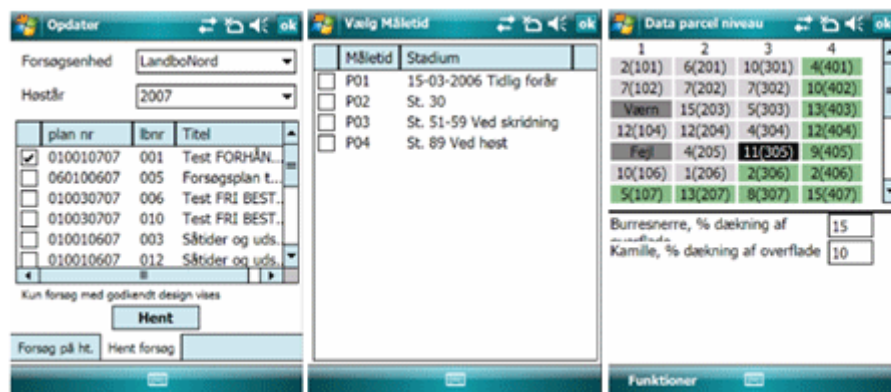 Opdater
ok
Forsøgsenhed LandboNord
Høstår 2007
plan nr lbnr Titel
010010707 001 Test FORHÅN...
060100607 005 Forsøgsplan t...
010030707 006 Test FRI BEST...
010030707 010 Test FRI BEST...
010010607 003 Såtider og uds...
010010607 012 Såtider og uds...
Kun forsøg med godkendt design vises
Hent
Forsøg på ht. Hent forsøg
Vælg Måletid
ok
Måletid Stadium
P01 15-03-2006 Tidlig forår
P02 St. 30
P03 St. 51-59 Ved skridning
P04 St. 89 Ved høst
Data parcel niveau
ok
1 2 3 4
2(101) 6(201) 10(301) 4(401)
7(102) 7(202) 7(302) 10(402)
Værn 15(203) 5(303) 13(403)
12(104) 12(204) 4(304) 12(404)
Fejl 4(205) 11(305) 9(405)
10(106) 1(206) 2(306) 2(406)
5(107) 13(207) 8(307) 15(407)
Burresnerre, % dækning af 15
Kamille, % dækning af overflade 10
Funktioner